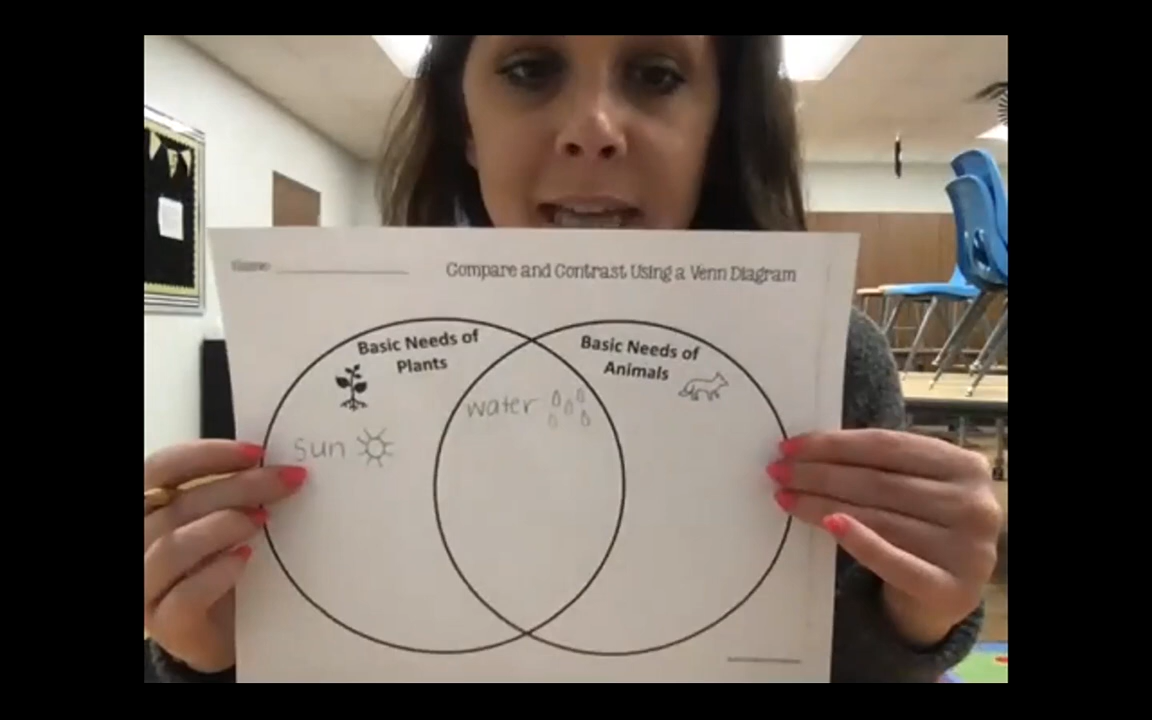 Name: Compare and Contrast Using a Venn Diagram
Basic Needs of
Plants
Basic Needs of
Animals
water
sun